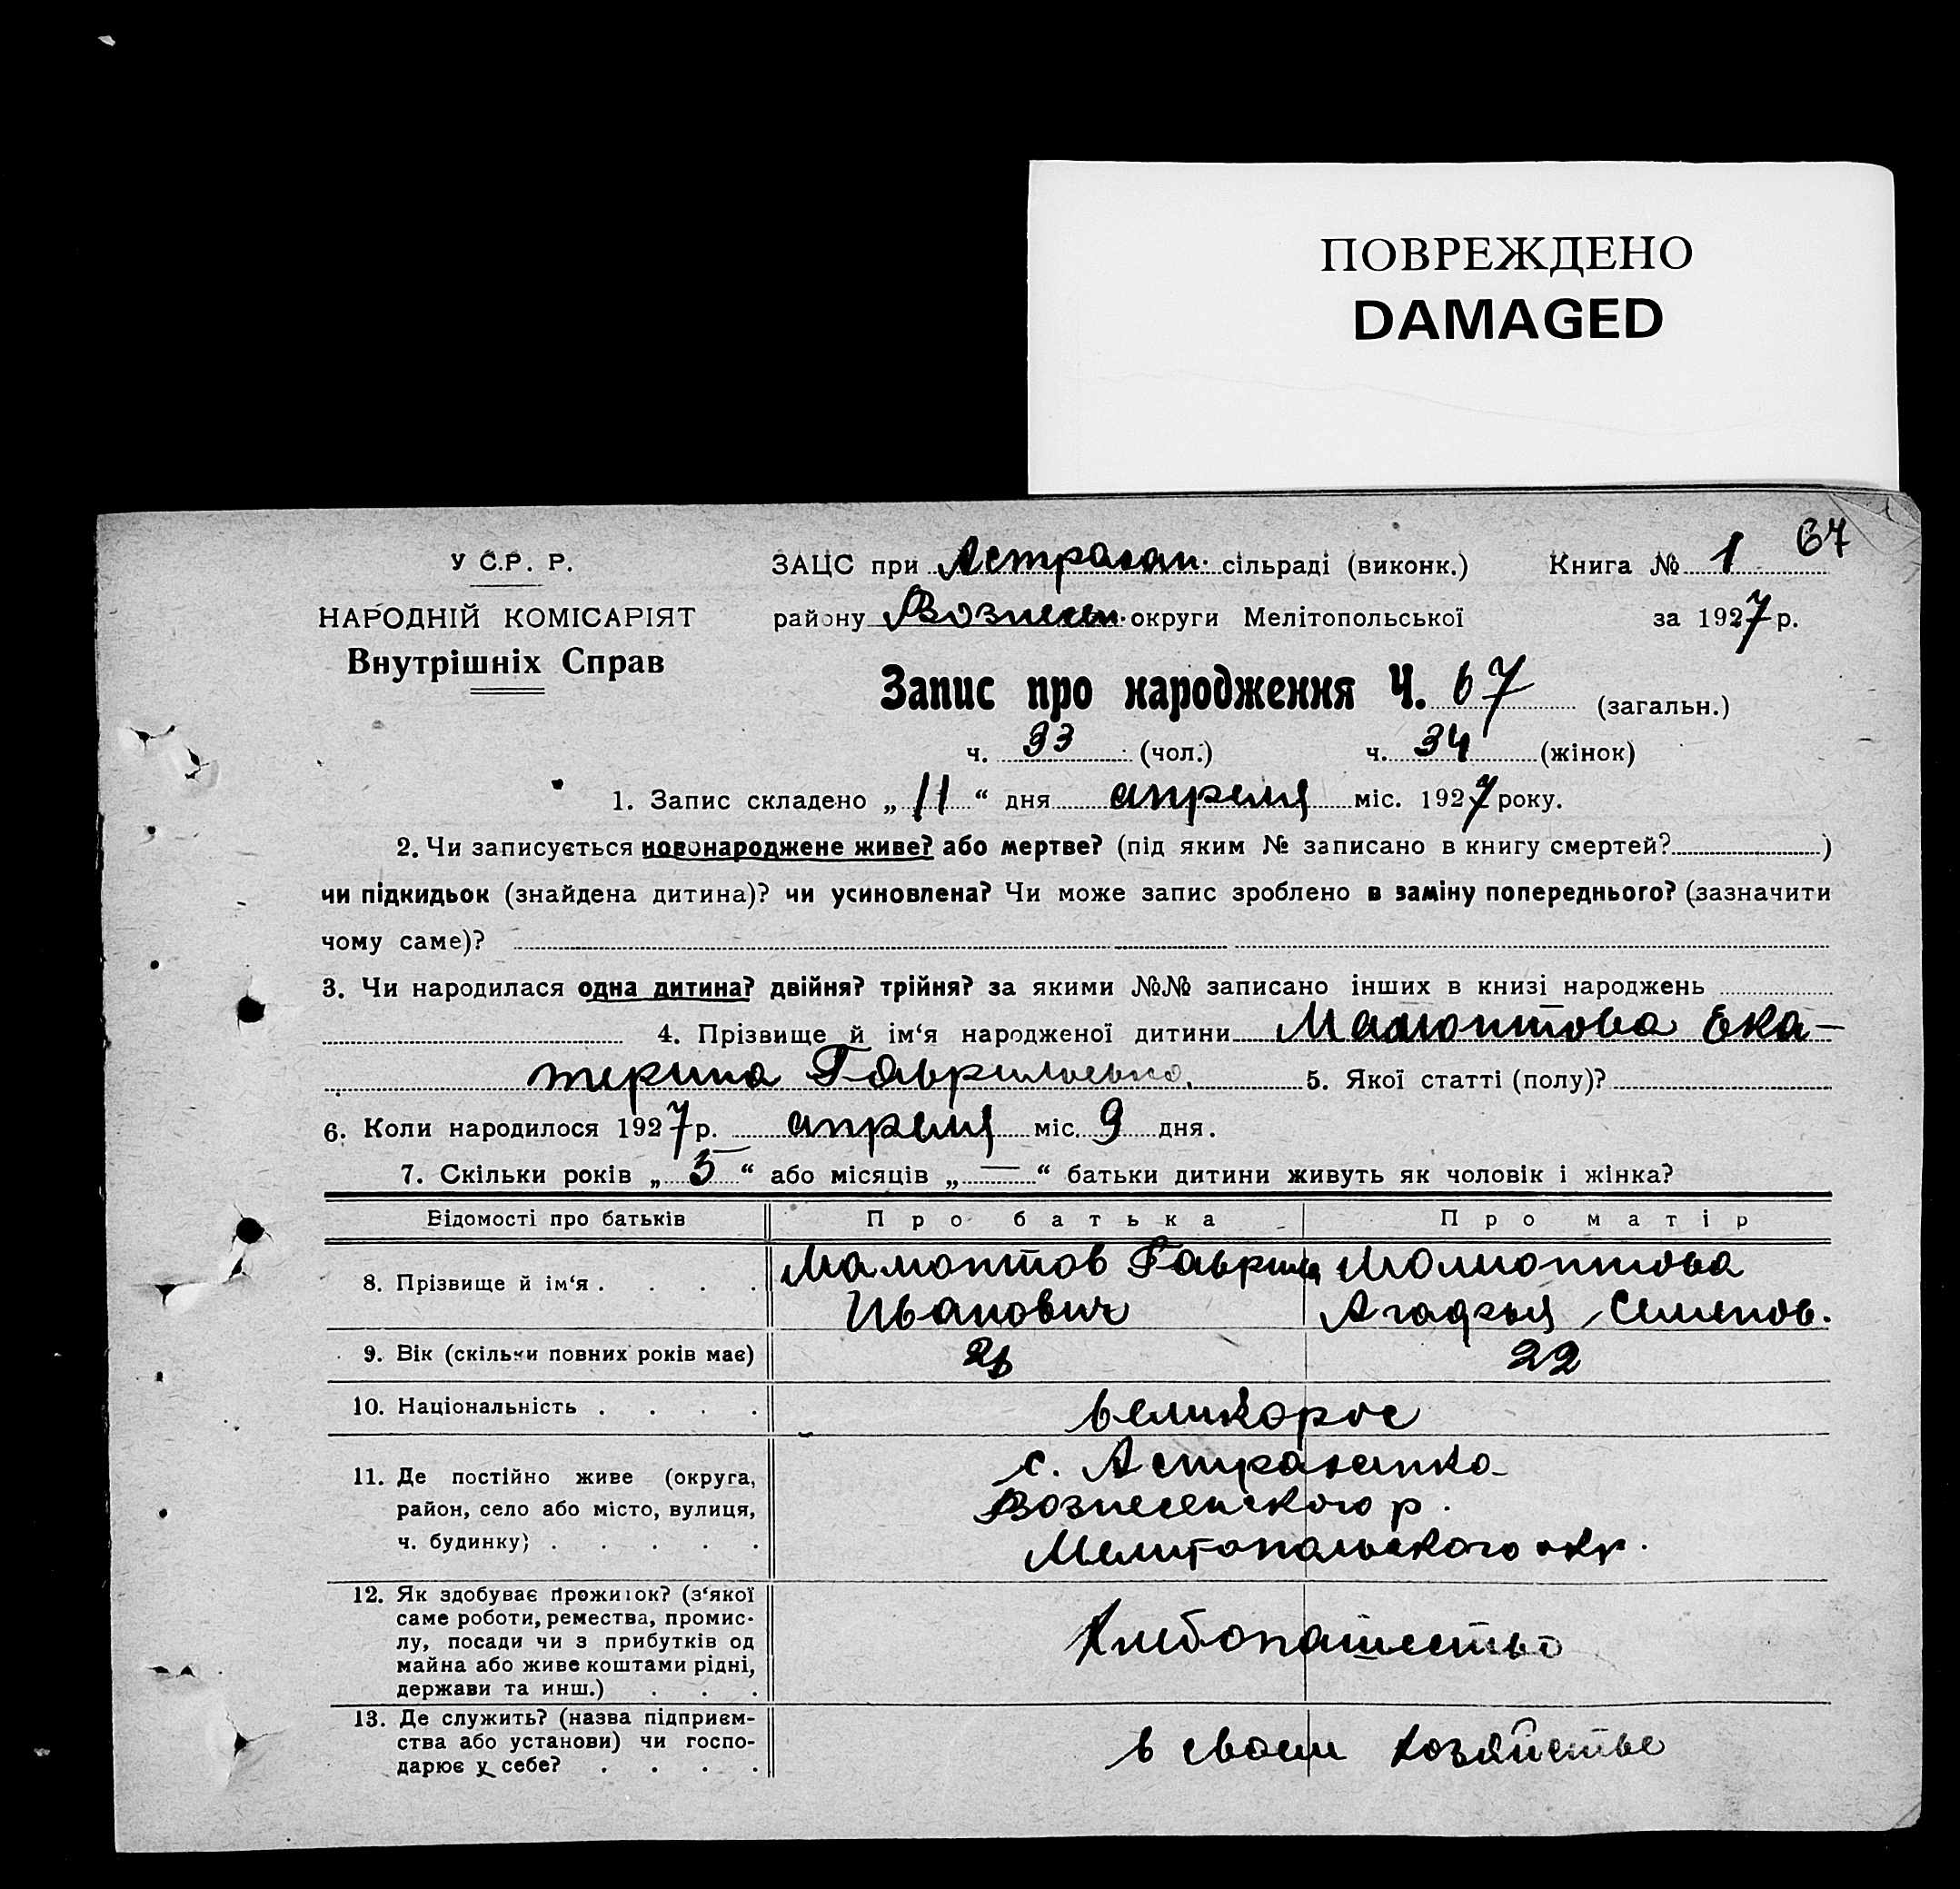 ПОВРЕЖДЕНО
DAMAGED
67
У С.Р. Р.
ЗАЦС при Астрахан. сільраді (виконк.) Книга № 1
НАРОДНІЙ КОМІСАРІЯТ
району Вознесен. округи Мелітопольської за 1927 р.
Внутрішніх Справ
Запис про народження Ч. 67 (загальн.)
ч. 33 (чол.) ч. 34 (жінок)
1. Запис складено „ 11 “ дня апреля міс. 1927 року.
2. Чи записується новонароджене живе? або мертве? (під яким № записано в книгу смертей? )
чи підкидьок (знайдена дитина)? чи усиновлена? Чи може запис зроблено в заміну попереднього? (зазначити
чому саме)?
3. Чи народилася одна дитина? двійня? трійня? за якими №№ записано інших в книзі народжень
4. Прізвище й ім‘я народженої дитини Мамонтова Ека-
терина Гавриловна. 5. Якої статті (полу)?
6. Коли народилося 1927 р. апреля міс. 9 дня.
7. Скільки років „ 5 “ або місяців „ — “ батьки дитини живуть як чоловік і жінка?
Відомості про батьків Про батька Про матір
8. Прізвище й ім‘я . . . .
Мамонтов Гаврила
Иванович
Мамонтова
Агафья Семенов.
9. Вік (скільки повних років має) 22
10. Національність . . . . великорос
11. Де постійно живе (округа,
район, село або місто, вулиця,
ч. будинку) . . . . .
с. Астраханка
Вознесенского р.
Мелитопольского окр.
12. Як здобуває прожиток? (з‘якої
саме роботи, ремества, промис-
лу, посади чи з прибутків од
майна або живе коштами рідні,
держави та инш.) . . .
Хлебопашество
13. Де служить? (назва підприєм-
ства або установи) чи госпо-
дарює у себе? . . . .
в своем хозяйстве